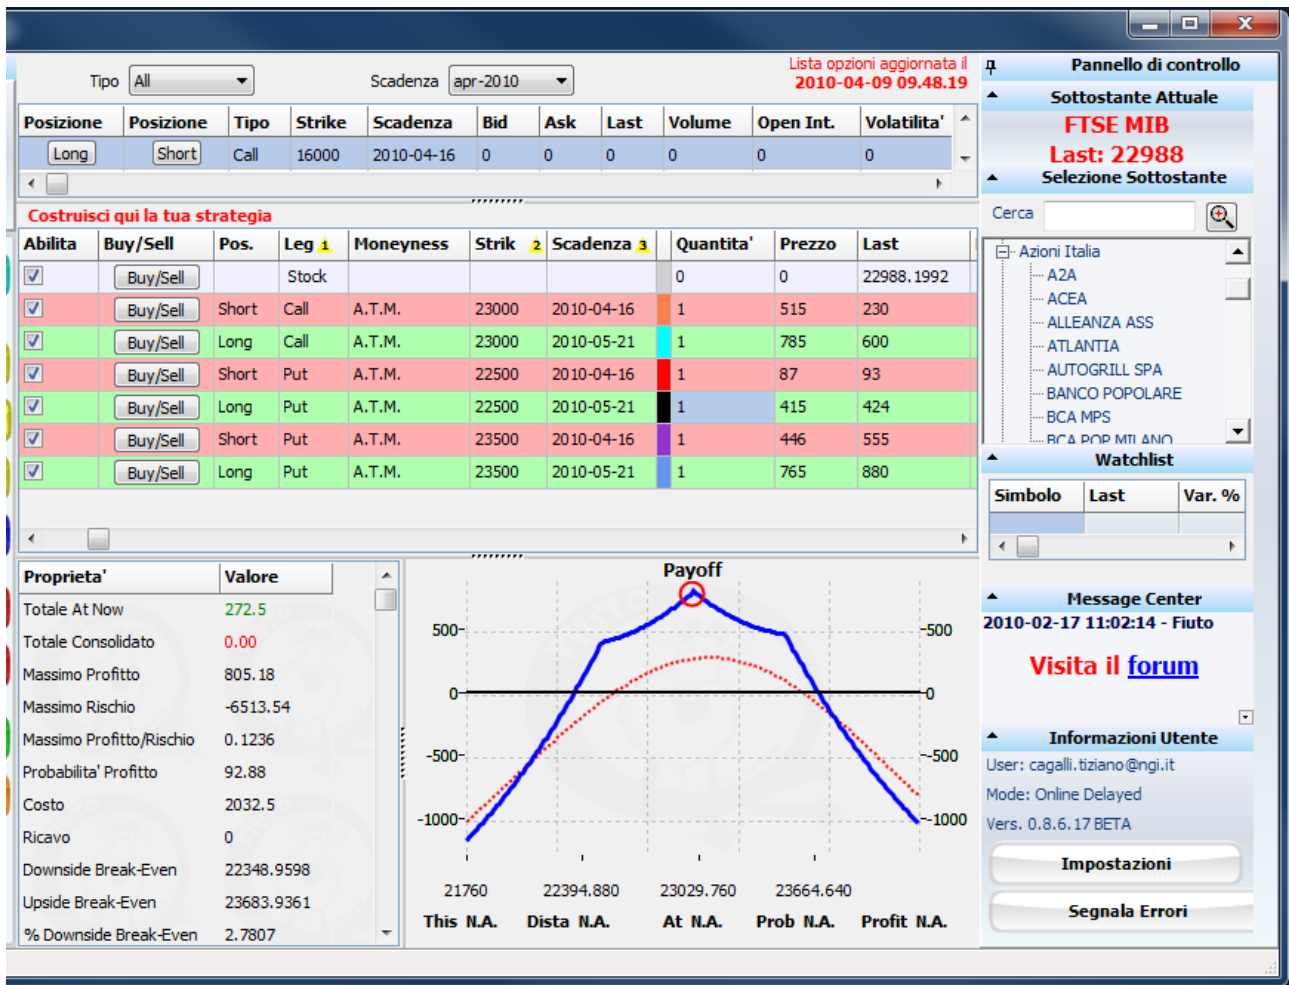 Tipo All Scadenza apr-2010 Lista opzioni aggiornata il
2010-04-09 09.48.19
Posizione Posizione Tipo Strike Scadenza Bid Ask Last Volume Open Int. Volatilita'
Long Short Call 16000 2010-04-16 0 0 0 0 0 0
Costruisci qui la tua strategia
Abilita Buy/Sell Pos. Leg 1 Moneyness Strik 2 Scadenza 3 Quantita' Prezzo Last
Buy/Sell Stock 0 0 22988.1992
Buy/Sell Short Call A.T.M. 23000 2010-04-16 1 515 230
Buy/Sell Long Call A.T.M. 23000 2010-05-21 1 785 600
Buy/Sell Short Put A.T.M. 22500 2010-04-16 1 87 93
Buy/Sell Long Put A.T.M. 22500 2010-05-21 1 415 424
Buy/Sell Short Put A.T.M. 23500 2010-04-16 1 446 555
Buy/Sell Long Put A.T.M. 23500 2010-05-21 1 765 880
Proprieta' Valore
Totale At Now 272.5
Totale Consolidato 0.00
Massimo Profitto 805.18
Massimo Rischio -6513.54
Massimo Profitto/Rischio 0.1236
Probabilita' Profitto 92.88
Costo 2032.5
Ricavo 0
Downside Break-Even 22348.9598
Upside Break-Even 23683.9361
% Downside Break-Even 2.7807
Payoff
500 500
0 0
-500 -500
-1000 -1000
21760 22394.880 23029.760 23664.640
This N.A. Dista N.A. At N.A. Prob N.A. Profit N.A.
Pannello di controllo
Sottostante Attuale
FTSE MIB
Last: 22988
Selezione Sottostante
Cerca
Azioni Italia
A2A
ACEA
ALLEANZA ASS
ATLANTIA
AUTOGRILL SPA
BANCO POPOLARE
BCA MPS
BCA POP MILANO
Watchlist
Simbolo Last Var. %
Message Center
2010-02-17 11:02:14 - Fiuto
Visita il forum
Informazioni Utente
User: cagalli.tiziano@ngi.it
Mode: Online Delayed
Vers. 0.8.6.17 BETA
Impostazioni
Segnala Errori